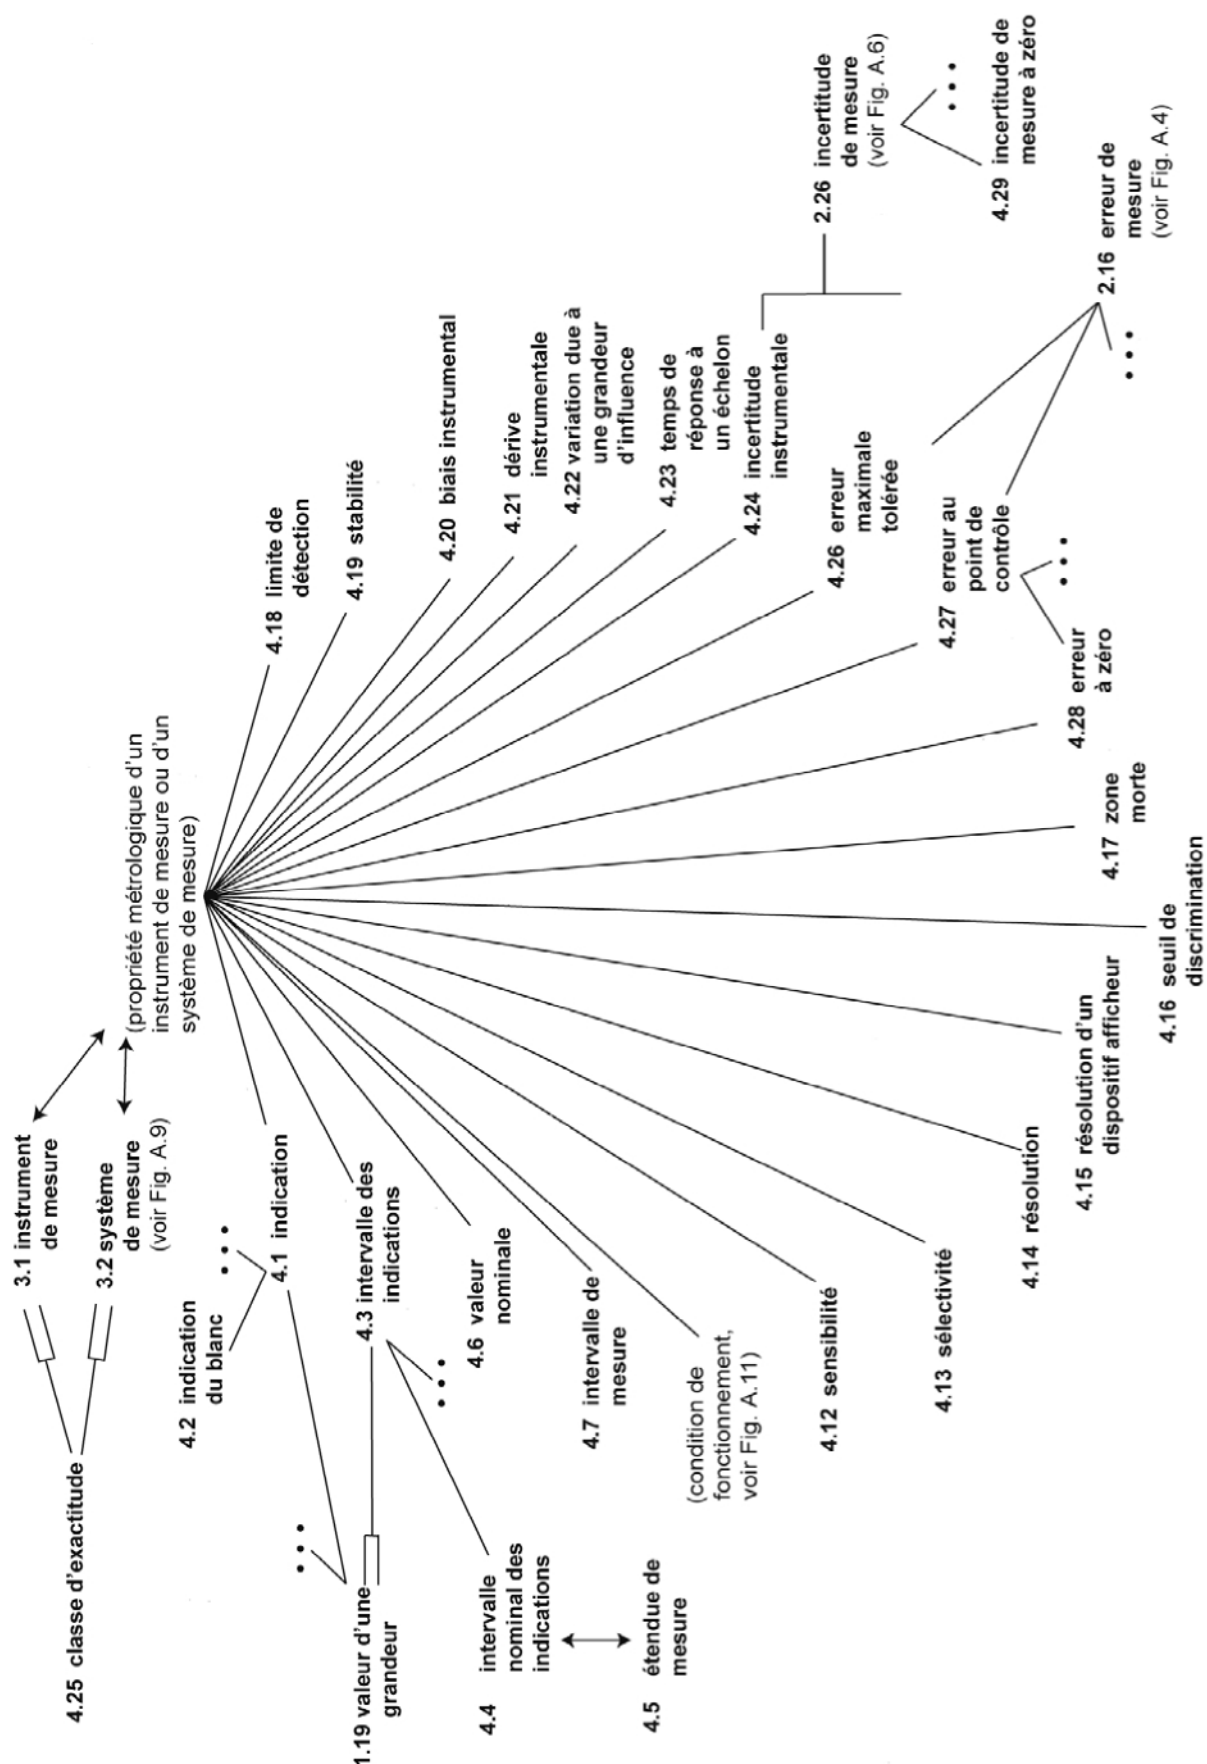 4.25 classe d'exactitude
3.1 instrument
de mesure
3.2 système
de mesure
(voir Fig. A.9)
(propriété métrologique d'un
instrument de mesure ou d'un
système de mesure)
4.2 indication
du blanc
4.1 indication
1.19 valeur d'une
grandeur
4.3 intervalle des
indications
4.4 intervalle
nominal des
indications
4.5 étendue de
mesure
4.6 valeur
nominale
4.7 intervalle de
mesure
(condition de
fonctionnement,
voir Fig. A.11)
4.12 sensibilité
4.13 sélectivité
4.14 résolution
4.15 résolution d'un
dispositif afficheur
4.16 seuil de
discrimination
4.17 zone
morte
4.28 erreur
à zéro
4.27 erreur au
point de
contrôle
4.26 erreur
maximale
tolérée
4.24 incertitude
instrumentale
4.23 temps de
réponse à
un échelon
4.22 variation due à
une grandeur
d'influence
4.21 dérive
instrumentale
4.20 biais instrumental
4.19 stabilité
4.18 limite de
détection
2.26 incertitude
de mesure
(voir Fig. A.6)
4.29 incertitude de
mesure à zéro
2.16 erreur de
mesure
(voir Fig. A.4)